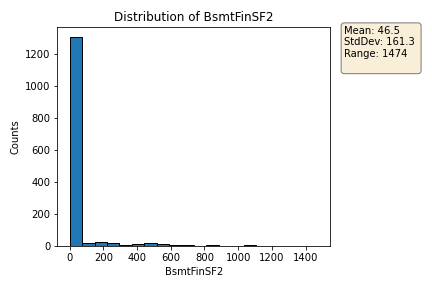 Distribution of BsmtFinSF2
Mean: 46.5
StdDev: 161.3
Range: 1474
1200
1000
800
600
400
200
0
Counts
0 200 400 600 800 1000 1200 1400
BsmtFinSF2